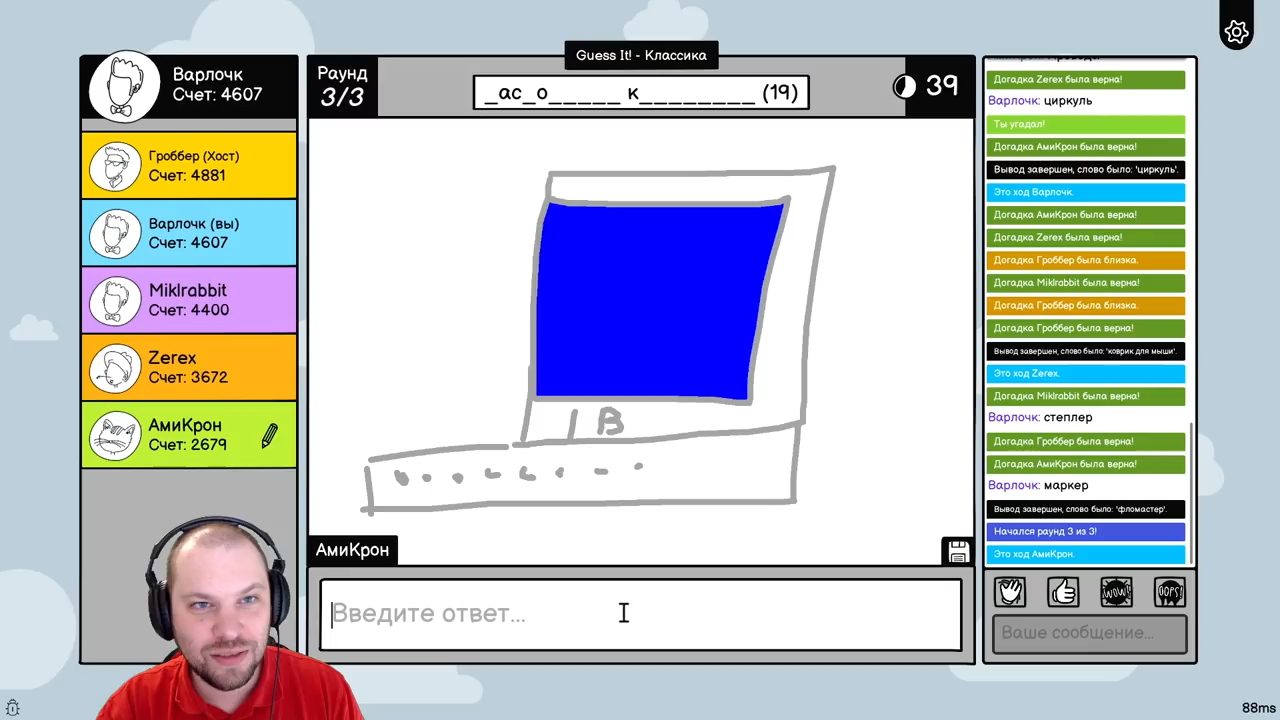 Guess It! - Классика
Варлочк
Счет: 4607
Раунд
3/3
_ас_о_____ к________ (19)
39
Гроббер (Хост)
Счет: 4881
Варлочк (вы)
Счет: 4607
Miklrabbit
Счет: 4400
Zerex
Счет: 3672
АмиКрон
Счет: 2679
В
АмиКрон
Введите ответ...
Догадка Zerex была верна!
Варлочк: циркуль
Ты угадал!
Догадка АмиКрон была верна!
Вывод завершен, слово было: 'циркуль'.
Это ход Варлочк.
Догадка АмиКрон была верна!
Догадка Zerex была верна!
Догадка Гроббер была близка.
Догадка Miklrabbit была верна!
Догадка Гроббер была близка.
Догадка Гроббер была верна!
Вывод завершен, слово было: 'коврик для мыши'.
Это ход Zerex.
Догадка Miklrabbit была верна!
Варлочк: степлер
Догадка Гроббер была верна!
Догадка АмиКрон была верна!
Варлочк: маркер
Вывод завершен, слово было: 'фломастер'.
Начался раунд 3 из 3!
Это ход АмиКрон.
WOW!
OOPS!
Ваше сообщение...
88ms